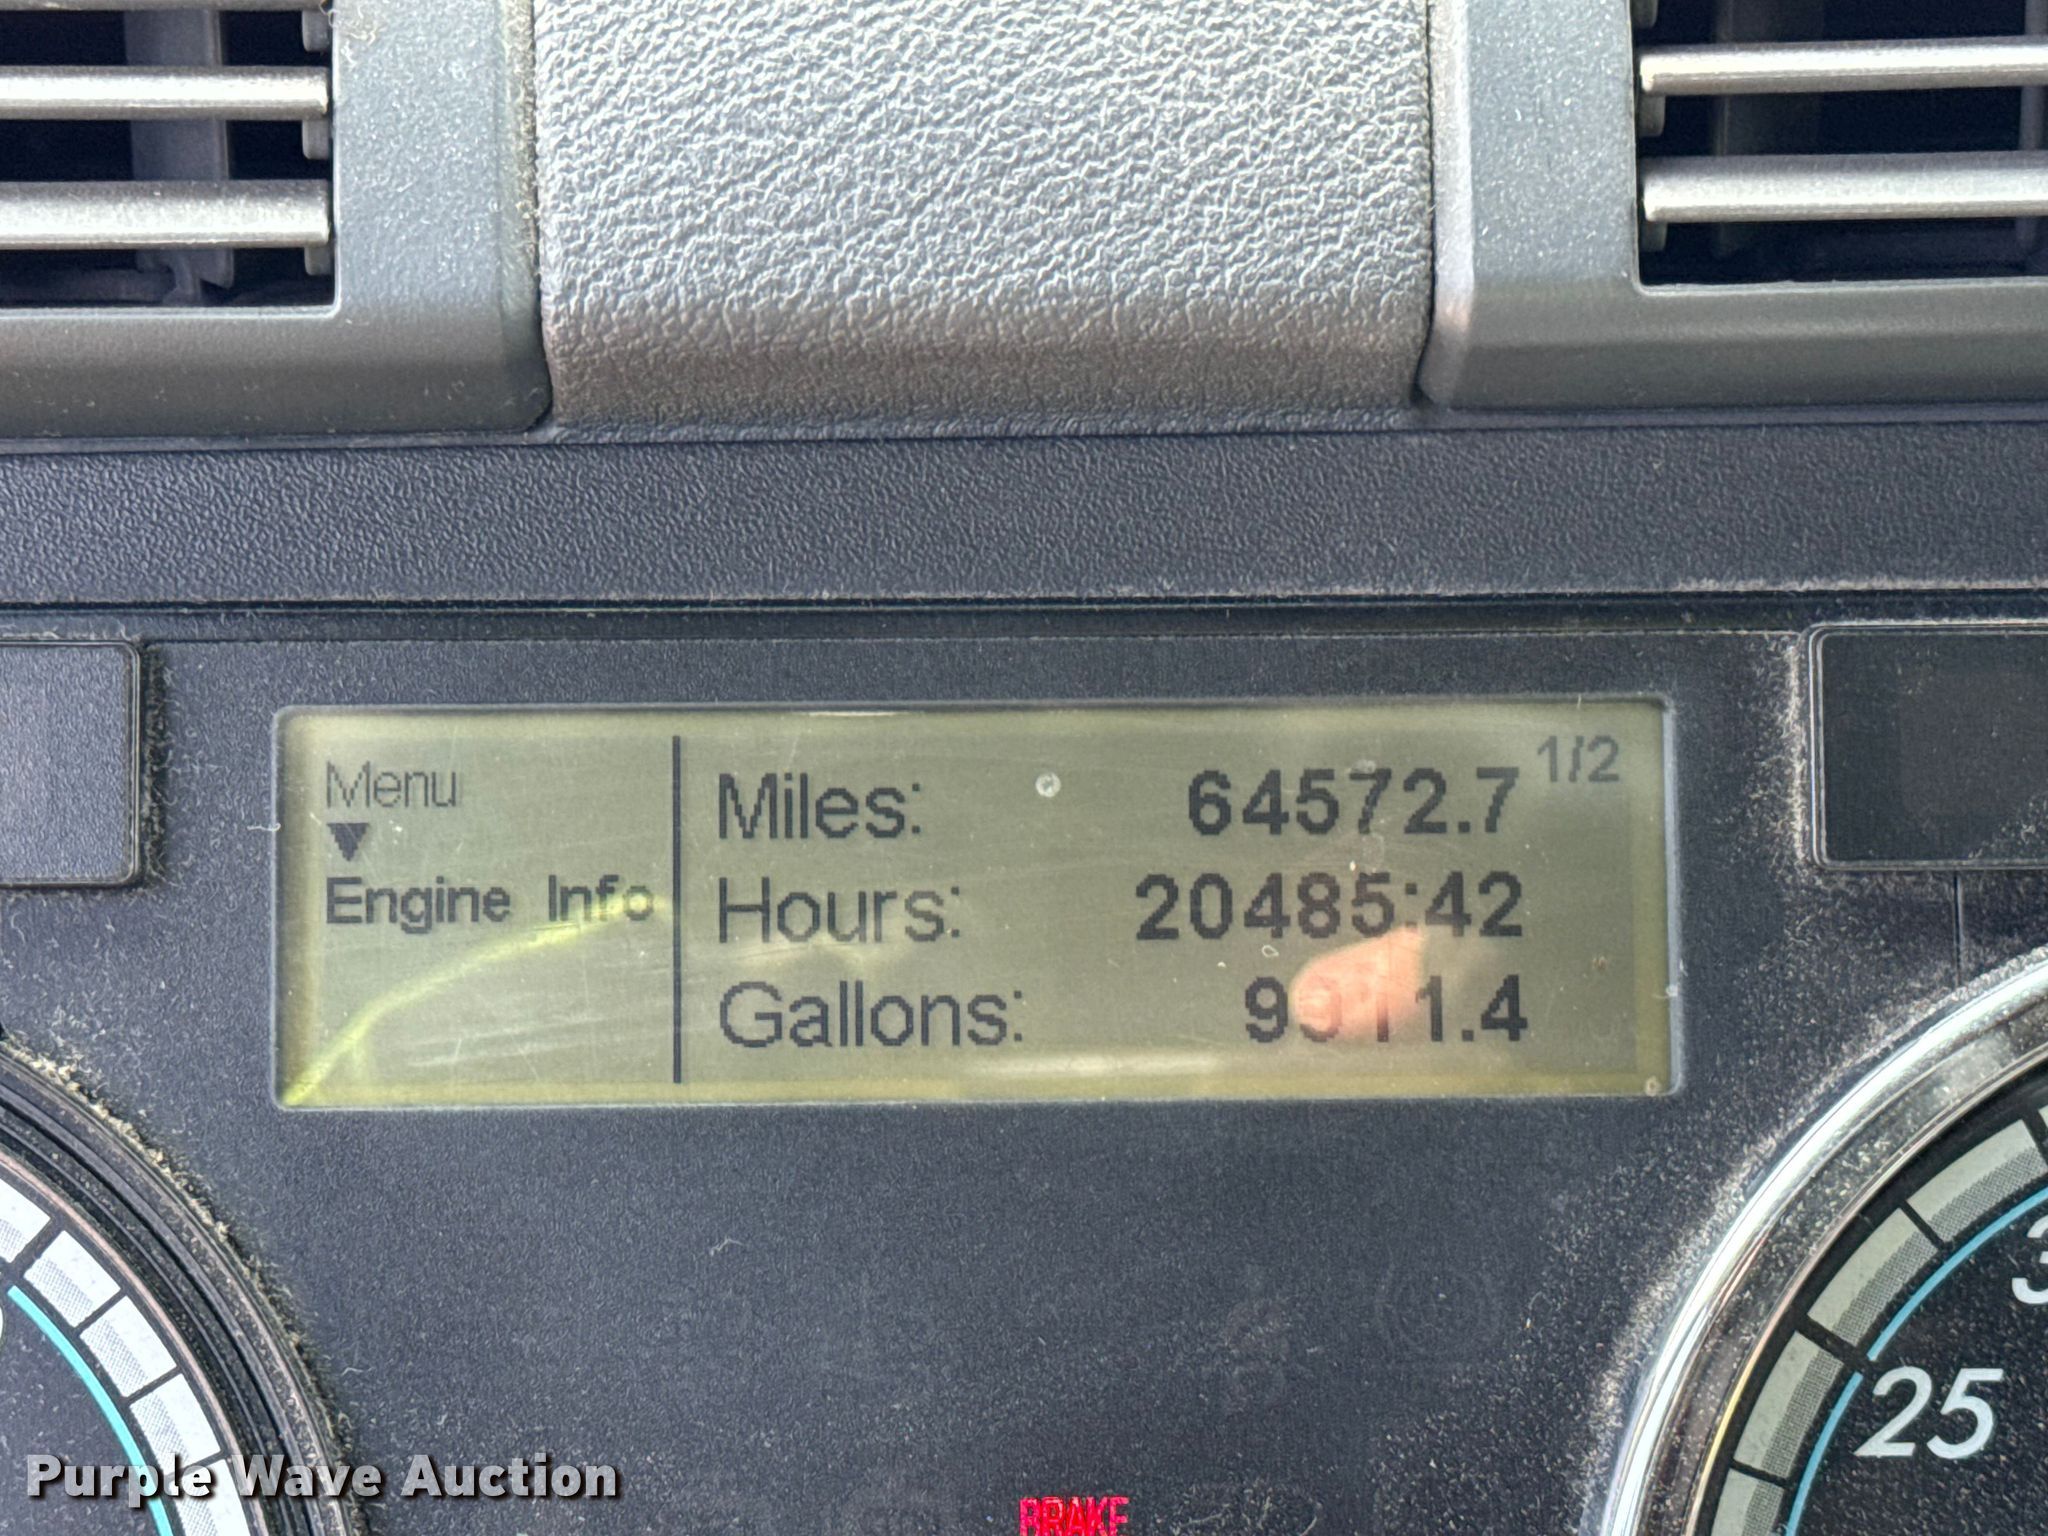 Menu
Engine Info
Miles: 64572.7 1/2
Hours: 20485:42
Gallons:
25
Purple Wave Auction
BRAKE